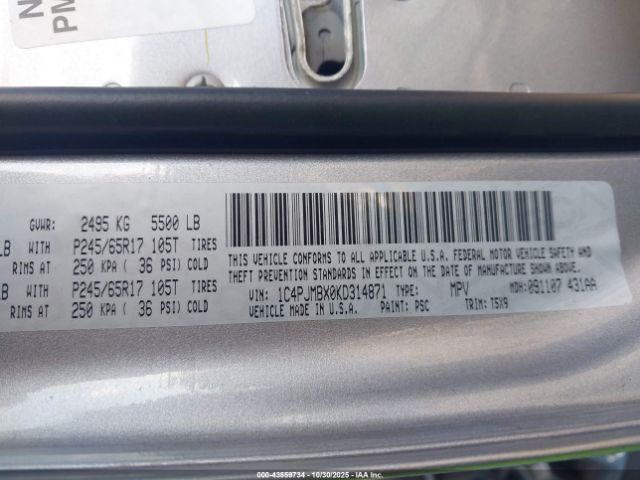 N
PM
GVWR: 2495 KG 5500 LB
LB WITH P245/65R17 105T TIRES
RIMS AT 250 KPA ( 36 PSI) COLD
LB WITH P245/65R17 105T TIRES
RIMS AT 250 KPA ( 36 PSI) COLD
THIS VEHICLE CONFORMS TO ALL APPLICABLE U.S.A. FEDERAL MOTOR VEHICLE SAFETY AND
THEFT PREVENTION STANDARDS IN EFFECT ON THE DATE OF MANUFACTURE SHOWN ABOVE.
VIN: 1C4PJMBX0KD314871 TYPE: MPV MDH: 091107 431AA
VEHICLE MADE IN U.S.A. PAINT: PSC TRIM: T5X9
000-43559734 | 10/30/2025 - IAA Inc.